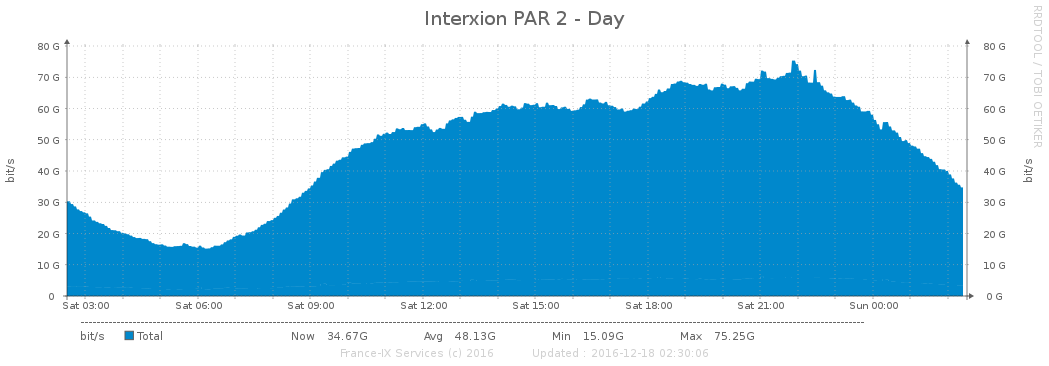 Interxion PAR 2 - Day
RRDTOOL / TOBI OETIKER
80 G 80 G
70 G 70 G
60 G 60 G
50 G 50 G
40 G 40 G
30 G 30 G
20 G 20 G
10 G 10 G
0 0 G
bit/s
bit/s
Sat 03:00 Sat 06:00 Sat 09:00 Sat 12:00 Sat 15:00 Sat 18:00 Sat 21:00 Sun 00:00
bit/s Total Now 34.67G Avg 48.13G Min 15.09G Max 75.25G
France-IX Services (c) 2016 Updated : 2016-12-18 02:30:06